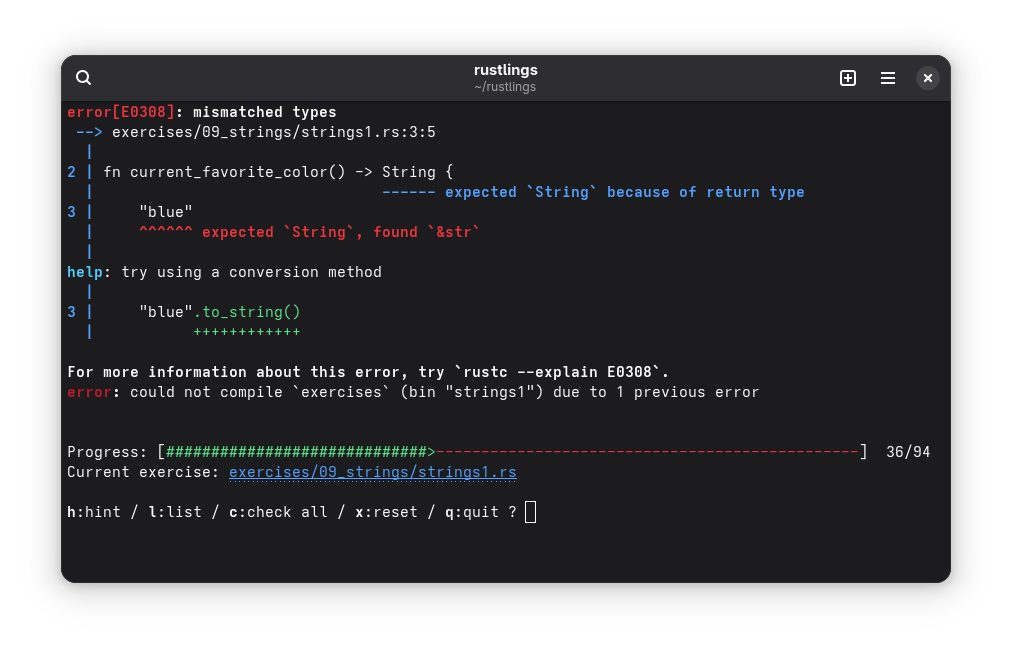 rustlings
~/rustlings
error[E0308]: mismatched types
 --> exercises/09_strings/strings1.rs:3:5
  |
2 | fn current_favorite_color() -> String {
  |                                ------ expected `String` because of return type
3 |     "blue"
  |     ^^^^^^ expected `String`, found `&str`
  |
help: try using a conversion method
  |
3 |     "blue".to_string()
  |           ++++++++++++
For more information about this error, try `rustc --explain E0308`.
error: could not compile `exercises` (bin "strings1") due to 1 previous error
Progress: [#############################>-----------------------------------------------]  36/94
Current exercise: exercises/09_strings/strings1.rs
h:hint / l:list / c:check all / x:reset / q:quit ?